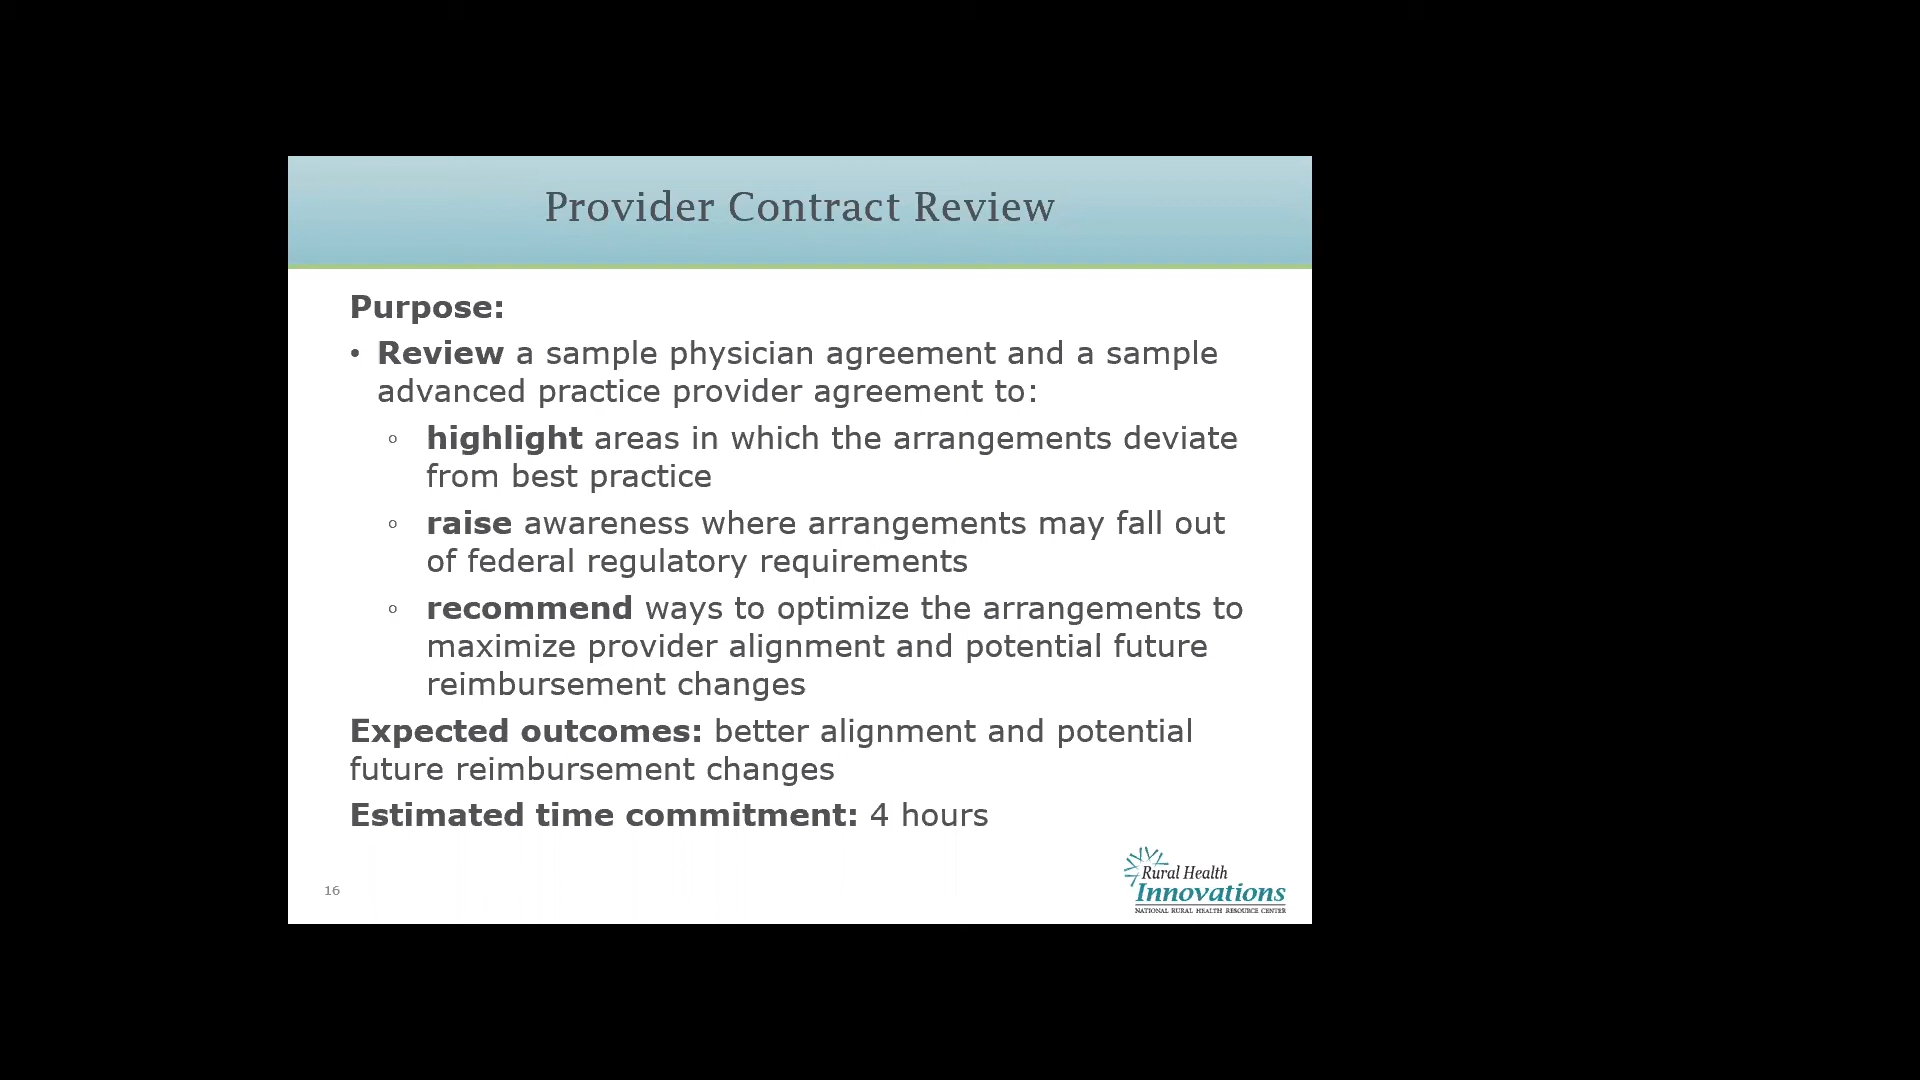 Provider Contract Review
Purpose:
• Review a sample physician agreement and a sample
advanced practice provider agreement to:
◦ highlight areas in which the arrangements deviate
from best practice
◦ raise awareness where arrangements may fall out
of federal regulatory requirements
◦ recommend ways to optimize the arrangements to
maximize provider alignment and potential future
reimbursement changes
Expected outcomes: better alignment and potential
future reimbursement changes
Estimated time commitment: 4 hours
16
Rural Health
Innovations
NATIONAL RURAL HEALTH RESOURCE CENTER